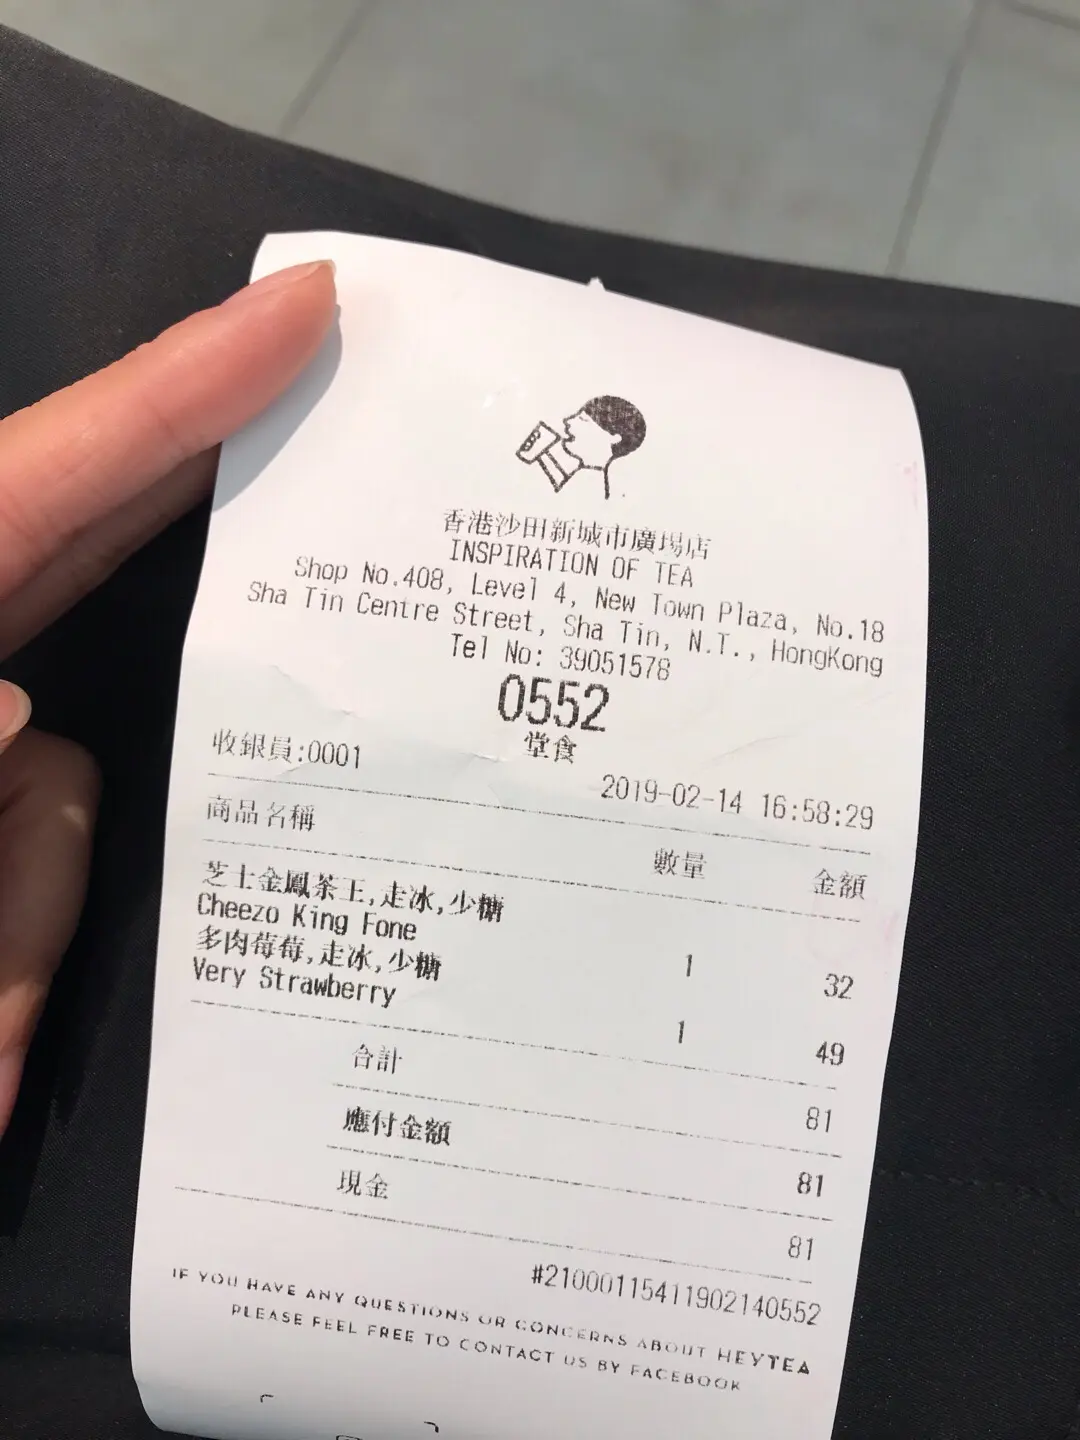 香港沙田新城市廣場店
INSPIRATION OF TEA
Shop No.408, Level 4, New Town Plaza, No.18
Sha Tin Centre Street, Sha Tin, N.T., HongKong
Tel No: 39051578
0552
堂食
收銀員:0001
2019-02-14 16:58:29
商品名稱 數量 金額
芝士金鳳茶王,走冰,少糖
Cheezo King Fone 1 32
多肉莓莓,走冰,少糖
Very Strawberry 1 49
合計 81
應付金額 81
現金 81
#21000115411902140552
IF YOU HAVE ANY QUESTIONS OR CONCERNS ABOUT HEYTEA
PLEASE FEEL FREE TO CONTACT US BY FACEBOOK